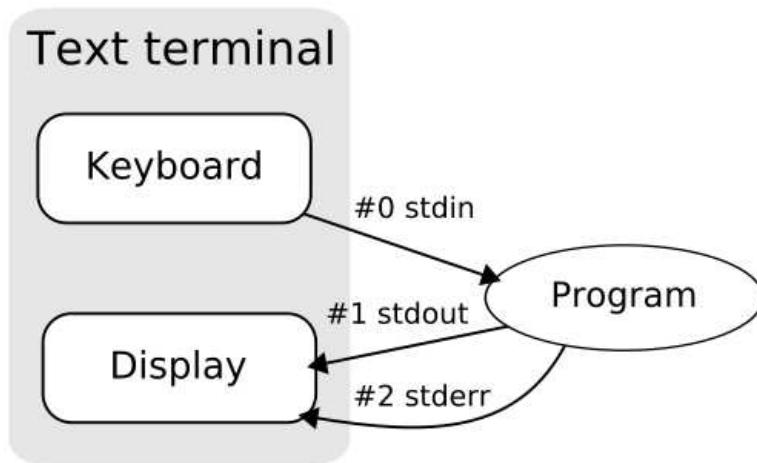 Text terminal
Keyboard
#0 stdin
Program
#1 stdout
Display
#2 stderr